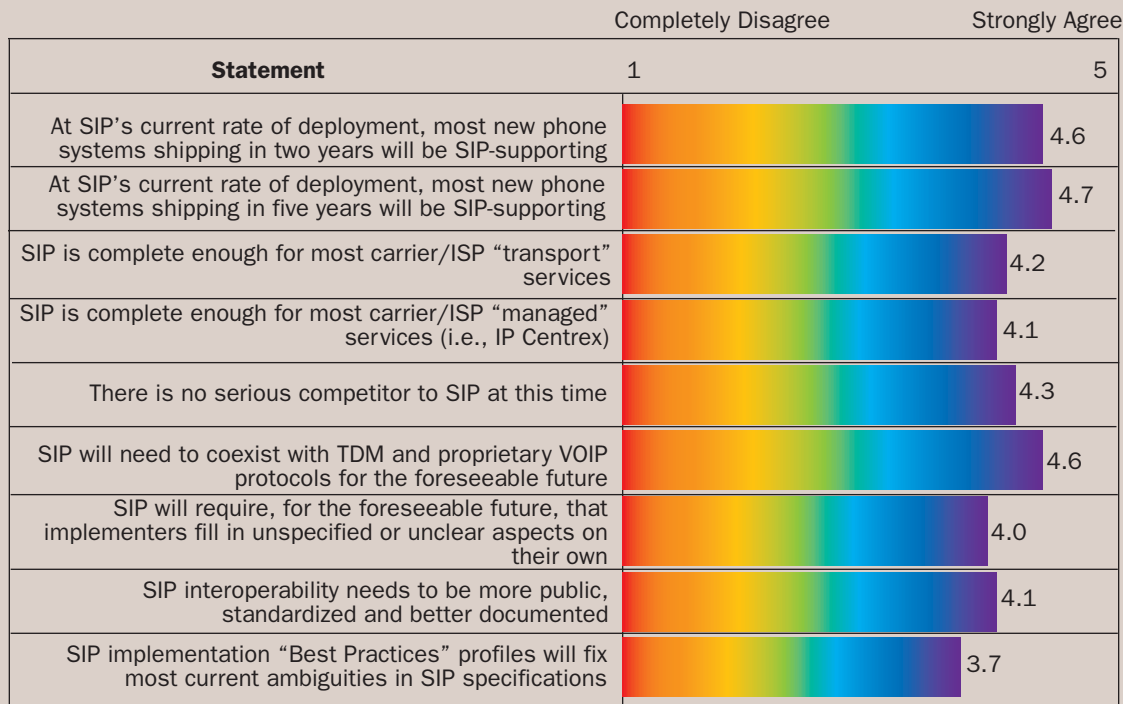 Completely Disagree Strongly Agree
Statement 1 5
At SIP’s current rate of deployment, most new phone
systems shipping in two years will be SIP-supporting
4.6
At SIP’s current rate of deployment, most new phone
systems shipping in five years will be SIP-supporting
4.7
SIP is complete enough for most carrier/ISP “transport”
services
4.2
SIP is complete enough for most carrier/ISP “managed”
services (i.e., IP Centrex)
4.1
There is no serious competitor to SIP at this time
4.3
SIP will need to coexist with TDM and proprietary VOIP
protocols for the foreseeable future
4.6
SIP will require, for the foreseeable future, that
implementers fill in unspecified or unclear aspects on
their own
4.0
SIP interoperability needs to be more public,
standardized and better documented
4.1
SIP implementation “Best Practices” profiles will fix
most current ambiguities in SIP specifications
3.7